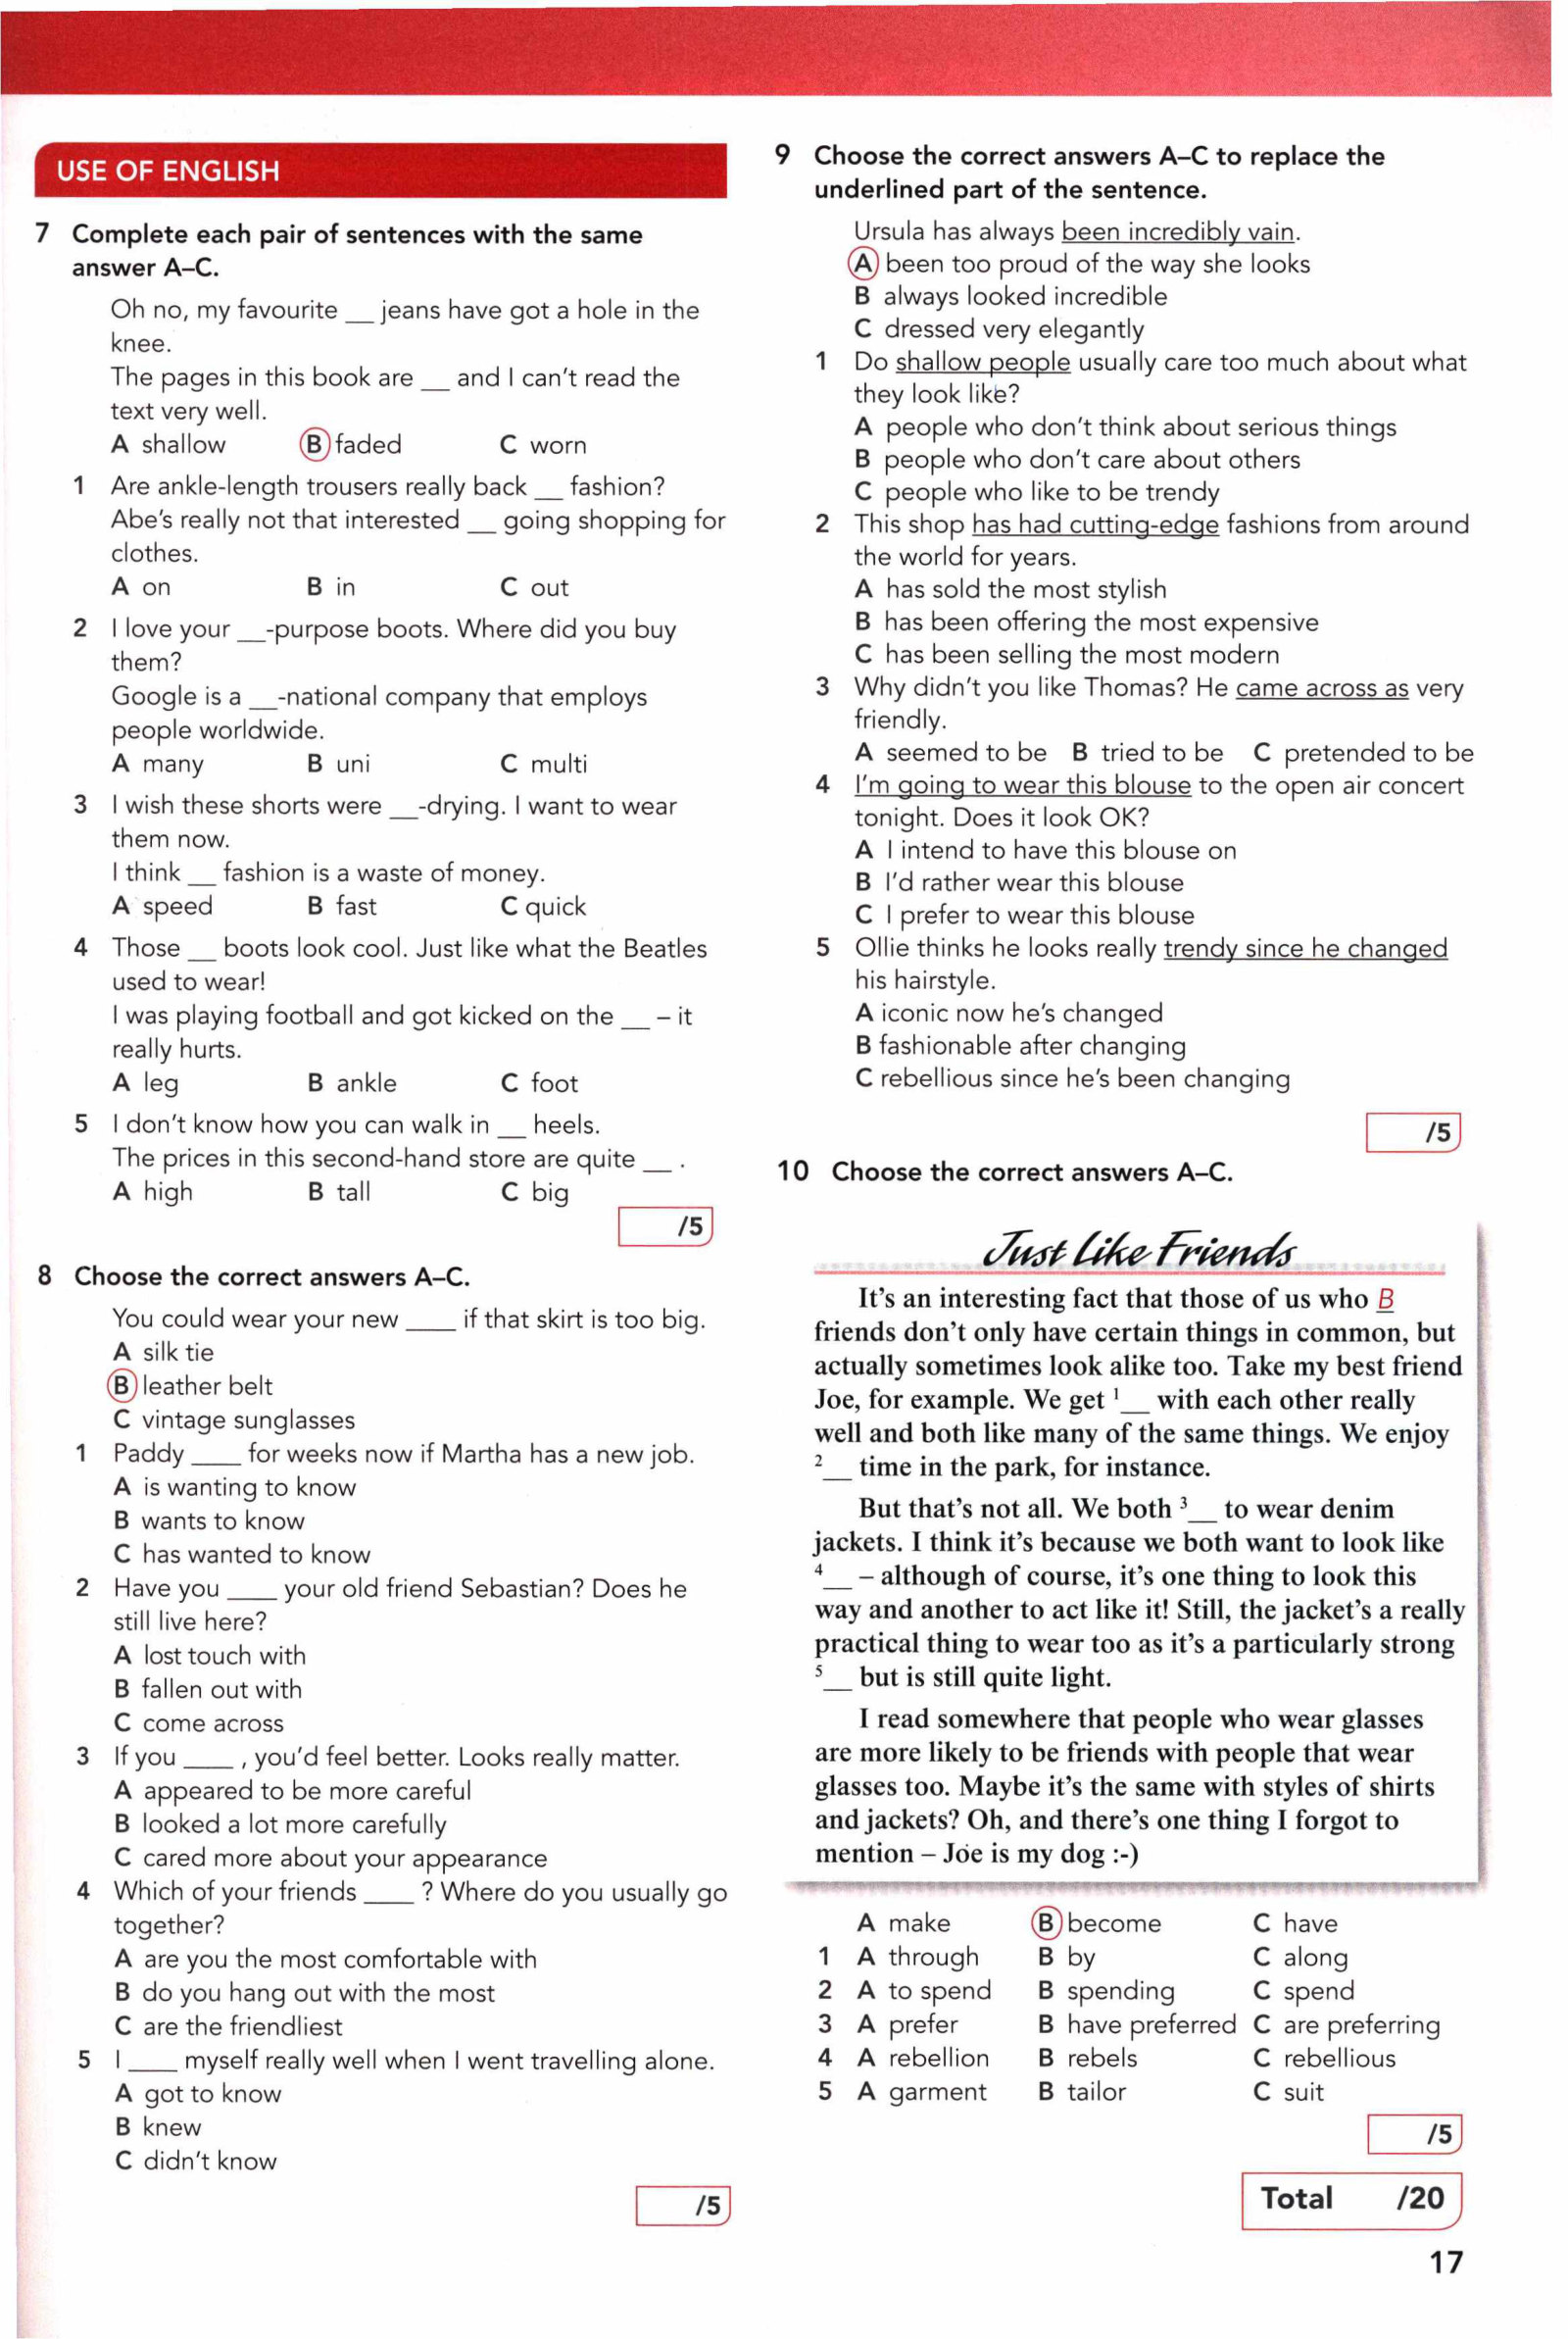 USE OF ENGLISH
7 Complete each pair of sentences with the same
answer A–C.
Oh no, my favourite __ jeans have got a hole in the
knee.
The pages in this book are __ and I can't read the
text very well.
A shallow B faded C worn
1 Are ankle-length trousers really back __ fashion?
Abe's really not that interested __ going shopping for
clothes.
A on B in C out
2 I love your __-purpose boots. Where did you buy
them?
Google is a __-national company that employs
people worldwide.
A many B uni C multi
3 I wish these shorts were __-drying. I want to wear
them now.
I think __ fashion is a waste of money.
A speed B fast C quick
4 Those __ boots look cool. Just like what the Beatles
used to wear!
I was playing football and got kicked on the __ – it
really hurts.
A leg B ankle C foot
5 I don't know how you can walk in __ heels.
The prices in this second-hand store are quite __ .
A high B tall C big
/5
8 Choose the correct answers A–C.
You could wear your new ___ if that skirt is too big.
A silk tie
B leather belt
C vintage sunglasses
1 Paddy ___ for weeks now if Martha has a new job.
A is wanting to know
B wants to know
C has wanted to know
2 Have you ___ your old friend Sebastian? Does he
still live here?
A lost touch with
B fallen out with
C come across
3 If you ___ , you'd feel better. Looks really matter.
A appeared to be more careful
B looked a lot more carefully
C cared more about your appearance
4 Which of your friends ___ ? Where do you usually go
together?
A are you the most comfortable with
B do you hang out with the most
C are the friendliest
5 I ___ myself really well when I went travelling alone.
A got to know
B knew
C didn't know
/5
9 Choose the correct answers A–C to replace the
underlined part of the sentence.
Ursula has always been incredibly vain.
A been too proud of the way she looks
B always looked incredible
C dressed very elegantly
1 Do shallow people usually care too much about what
they look like?
A people who don't think about serious things
B people who don't care about others
C people who like to be trendy
2 This shop has had cutting-edge fashions from around
the world for years.
A has sold the most stylish
B has been offering the most expensive
C has been selling the most modern
3 Why didn't you like Thomas? He came across as very
friendly.
A seemed to be B tried to be C pretended to be
4 I'm going to wear this blouse to the open air concert
tonight. Does it look OK?
A I intend to have this blouse on
B I'd rather wear this blouse
C I prefer to wear this blouse
5 Ollie thinks he looks really trendy since he changed
his hairstyle.
A iconic now he's changed
B fashionable after changing
C rebellious since he's been changing
/5
10 Choose the correct answers A–C.
Just Like Friends
It's an interesting fact that those of us who B
friends don't only have certain things in common, but
actually sometimes look alike too. Take my best friend
Joe, for example. We get ¹__ with each other really
well and both like many of the same things. We enjoy
²__ time in the park, for instance.
But that's not all. We both ³__ to wear denim
jackets. I think it's because we both want to look like
⁴__ – although of course, it's one thing to look this
way and another to act like it! Still, the jacket's a really
practical thing to wear too as it's a particularly strong
⁵__ but is still quite light.
I read somewhere that people who wear glasses
are more likely to be friends with people that wear
glasses too. Maybe it's the same with styles of shirts
and jackets? Oh, and there's one thing I forgot to
mention – Joe is my dog :-)
A make B become C have
1 A through B by C along
2 A to spend B spending C spend
3 A prefer B have preferred C are preferring
4 A rebellion B rebels C rebellious
5 A garment B tailor C suit
/5
Total /20
17